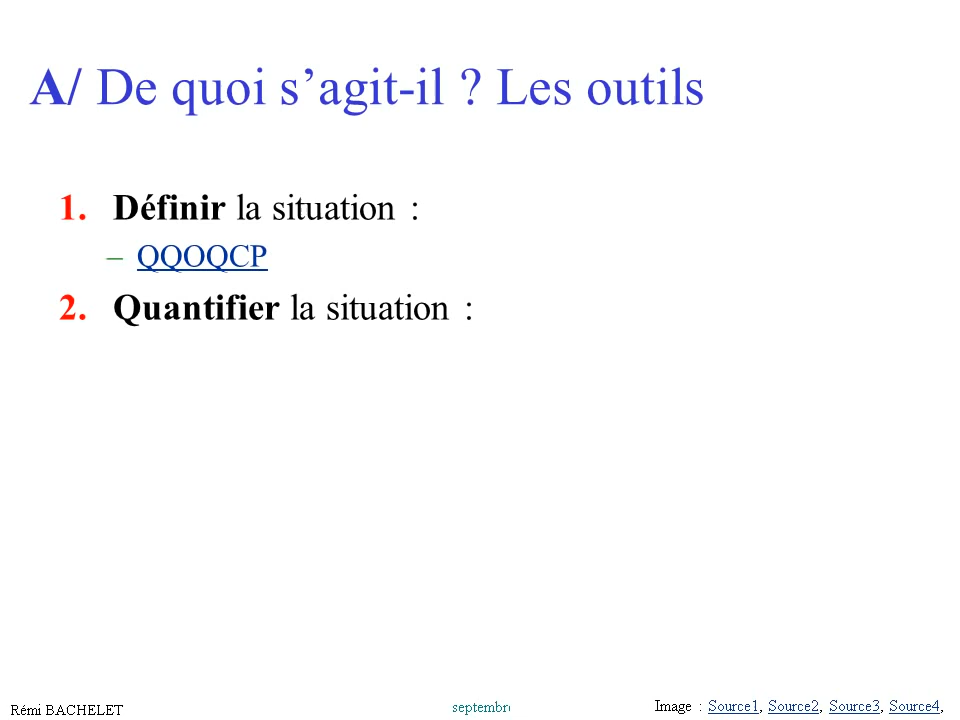 A/ De quoi s’agit-il ? Les outils
1. Définir la situation :
– QQOQCP
2. Quantifier la situation :
Rémi BACHELET
septembre
Image : Source1, Source2, Source3, Source4,